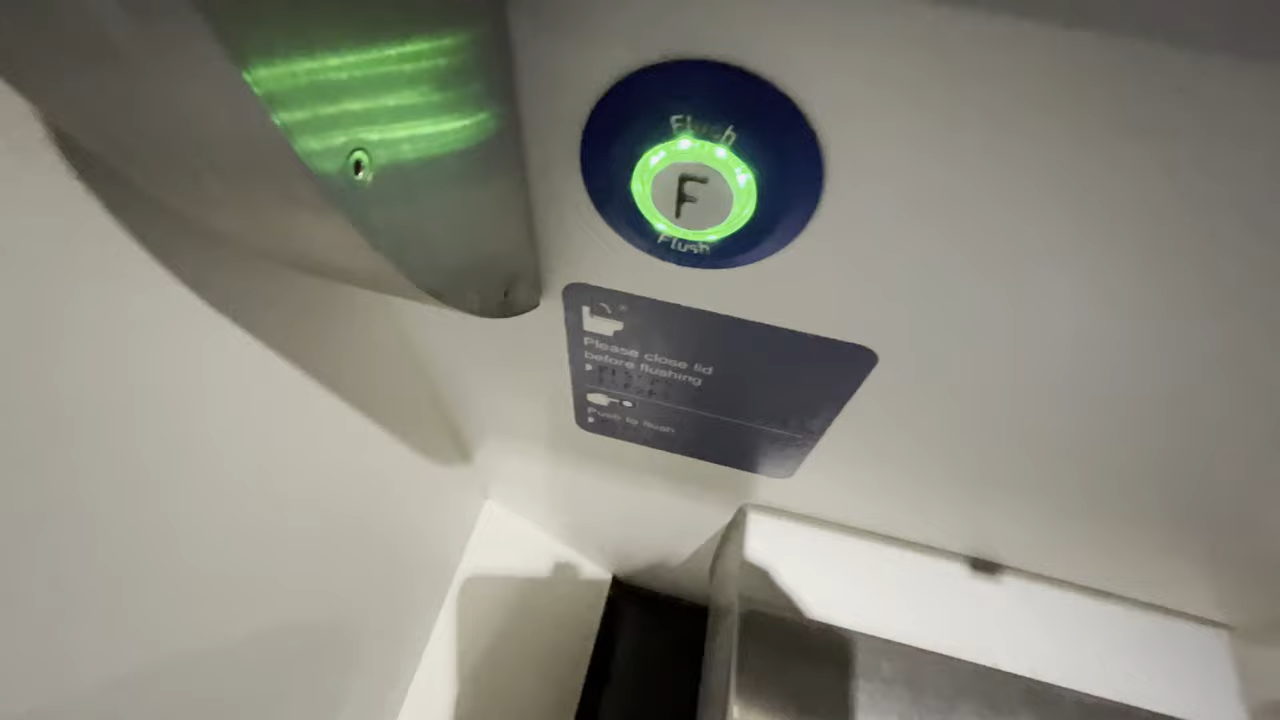 Flush
F
Flush
Please close lid
before flushing
Push to flush